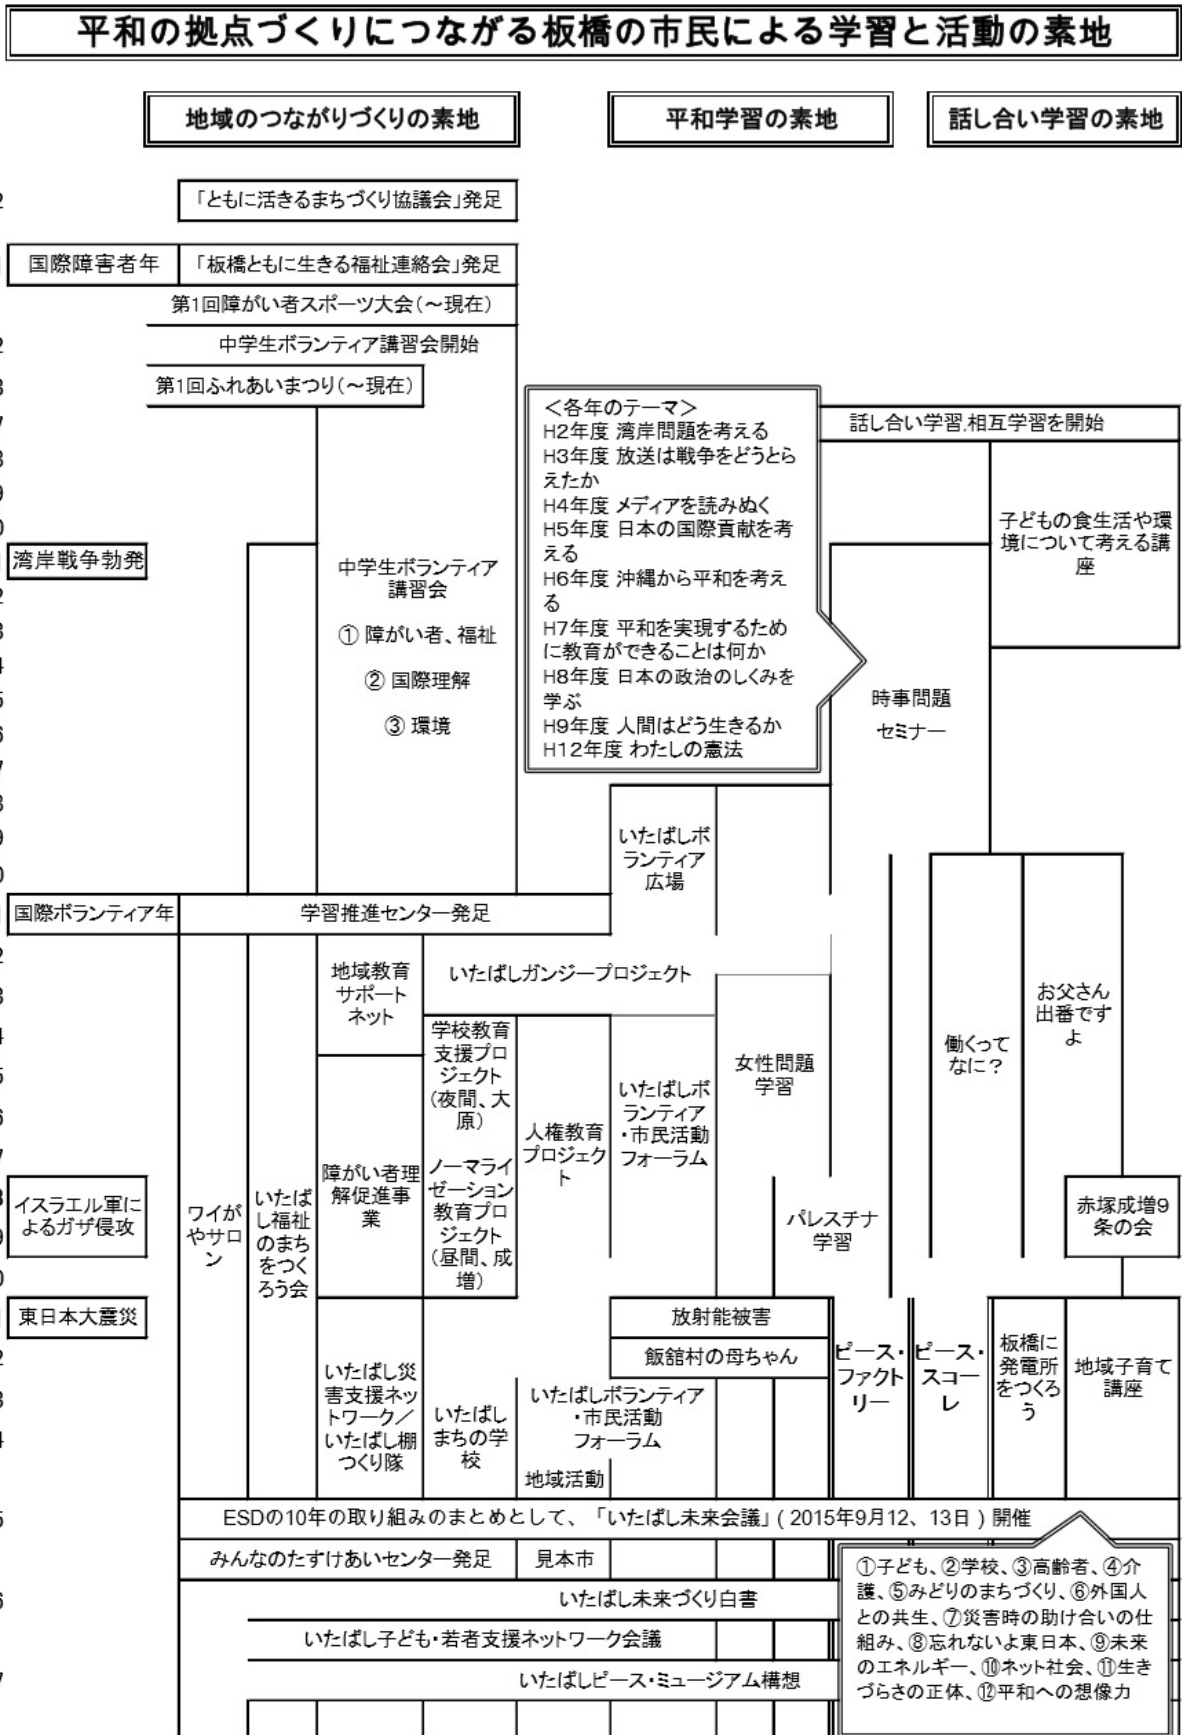 平和の拠点づくりにつながる板橋の市民による学習と活動の素地
地域のつながりづくりの素地
平和学習の素地
話し合い学習の素地
2
「ともに活きるまちづくり協議会」発足
国際障害者年
「板橋ともに生きる福祉連絡会」発足
第1回障がい者スポーツ大会(～現在)
2
中学生ボランティア講習会開始
3
第1回ふれあいまつり(～現在)
＜各年のテーマ＞
H2年度 湾岸問題を考える
H3年度 放送は戦争をどうとら
えたか
H4年度 メディアを読みぬく
H5年度 日本の国際貢献を考
える
H6年度 沖縄から平和を考え
る
H7年度 平和を実現するため
に教育ができることは何か
H8年度 日本の政治のしくみを
学ぶ
H9年度 人間はどう生きるか
H12年度 わたしの憲法
7
話し合い学習,相互学習を開始
3
9
0
子どもの食生活や環
境について考える講
座
湾岸戦争勃発
中学生ボランティア
講習会
① 障がい者、福祉
② 国際理解
③ 環境
2
3
4
5
6
7
3
9
0
時事問題
セミナー
いたばしボ
ランティア
広場
国際ボランティア年
学習推進センター発足
2
3
4
5
6
7
地域教育
サポート
ネット
いたばしガンジープロジェクト
お父さん
出番です
よ
学校教育
支援プロ
ジェクト
(夜間、大
原)
働くって
なに？
女性問題
学習
いたばしボ
ランティア
・市民活動
フォーラム
人権教育
プロジェク
ト
障がい者理
解促進事
業
ノーマライ
ゼーション
教育プロ
ジェクト
(昼間、成
増)
3
9
0
イスラエル軍に
よるガザ侵攻
ワイが
やサロ
ン
いたば
し福祉
のまち
をつく
ろう会
パレスチナ
学習
赤塚成増9
条の会
東日本大震災
放射能被害
2
飯舘村の母ちゃん
ピース・
ファクト
リー
ピース・
スコー
レ
板橋に
発電所
をつくろ
う
地域子育て
講座
3
4
いたばし災
害支援ネッ
トワーク／
いたばし棚
つくり隊
いたばし
まちの学
校
いたばしボランティア
・市民活動
フォーラム
地域活動
5
ESDの10年の取り組みのまとめとして、「いたばし未来会議」( 2015年9月12、13日 ) 開催
みんなのたすけあいセンター発足
見本市
①子ども、②学校、③高齢者、④介
護、⑤みどりのまちづくり、⑥外国人
との共生、⑦災害時の助け合いの仕
組み、⑧忘れないよ東日本、⑨未来
のエネルギー、⑩ネット社会、⑪生き
づらさの正体、⑫平和への想像力
6
いたばし未来づくり白書
いたばし子ども・若者支援ネットワーク会議
7
いたばしピース・ミュージアム構想